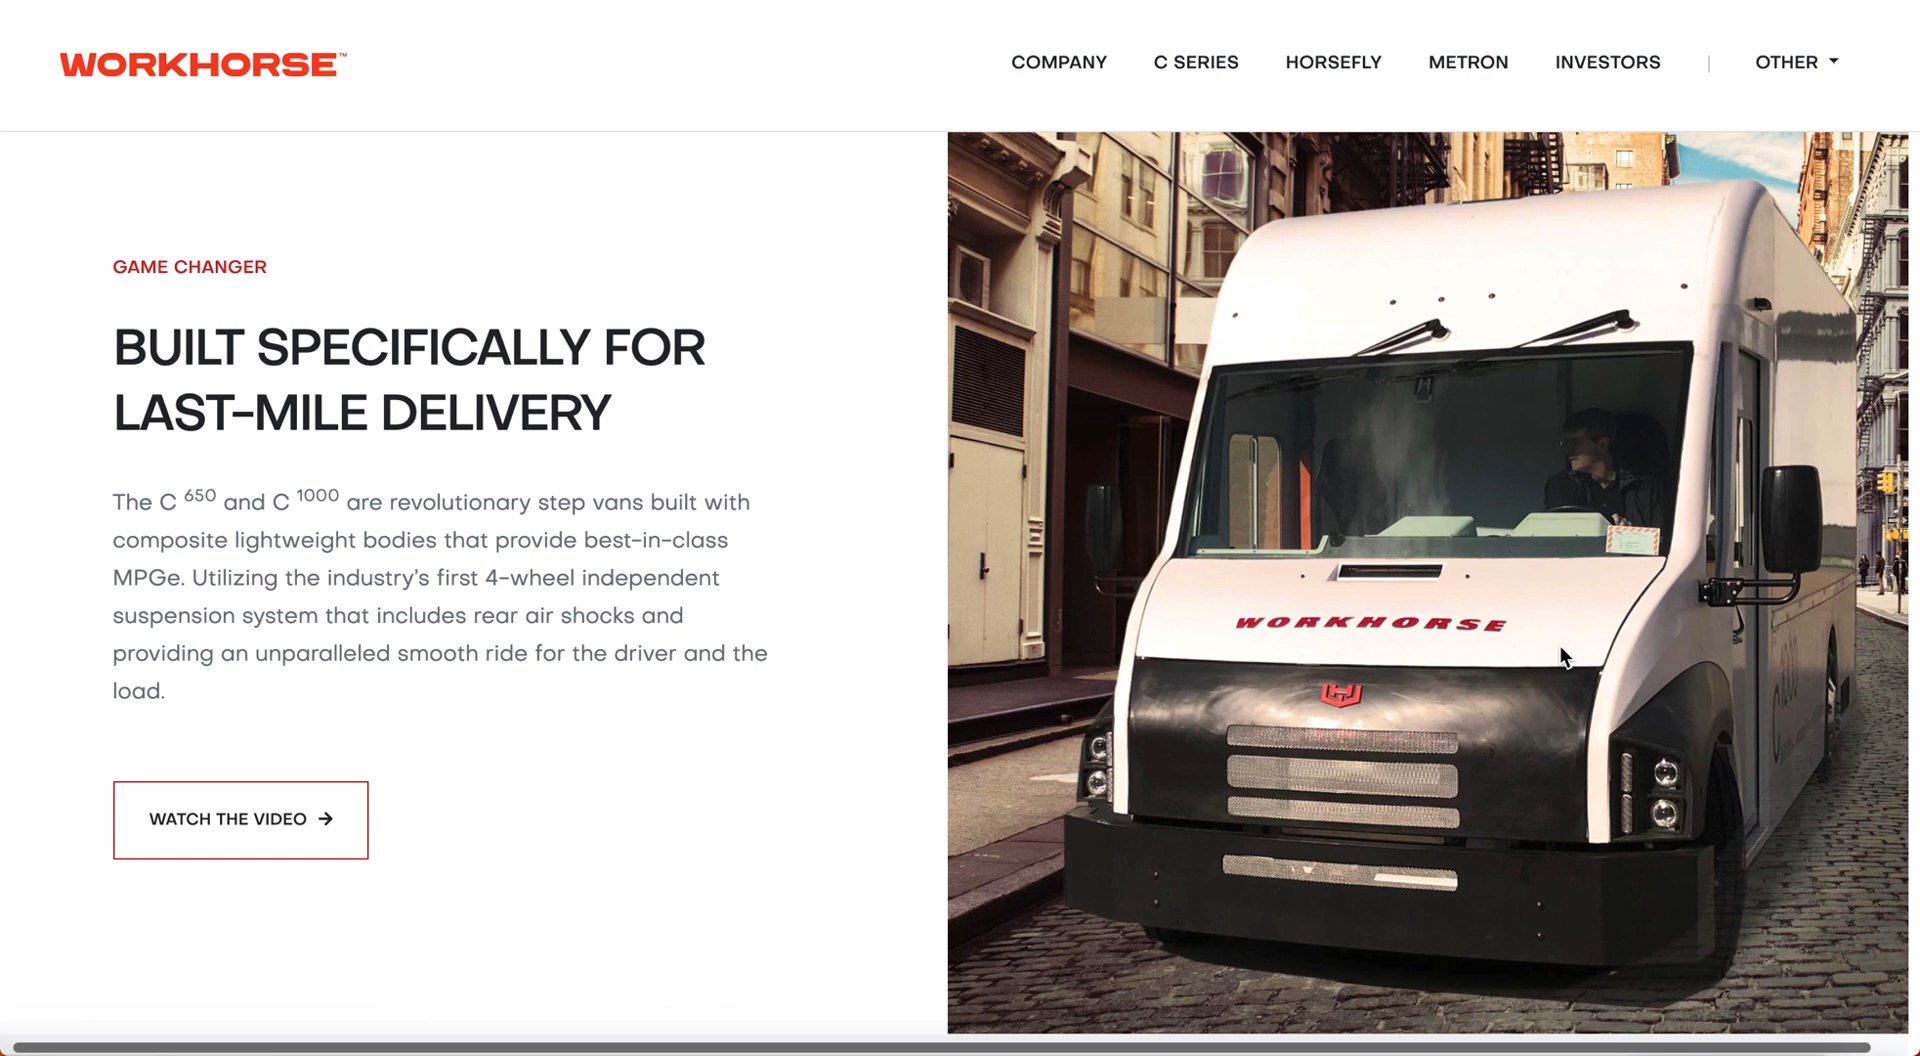 WORKHORSE™
COMPANY
C SERIES
HORSEFLY
METRON
INVESTORS
OTHER
GAME CHANGER
BUILT SPECIFICALLY FOR
LAST-MILE DELIVERY
The C 650 and C 1000 are revolutionary step vans built with
composite lightweight bodies that provide best-in-class
MPGe. Utilizing the industry’s first 4-wheel independent
suspension system that includes rear air shocks and
providing an unparalleled smooth ride for the driver and the
load.
WATCH THE VIDEO →
WORKHORSE